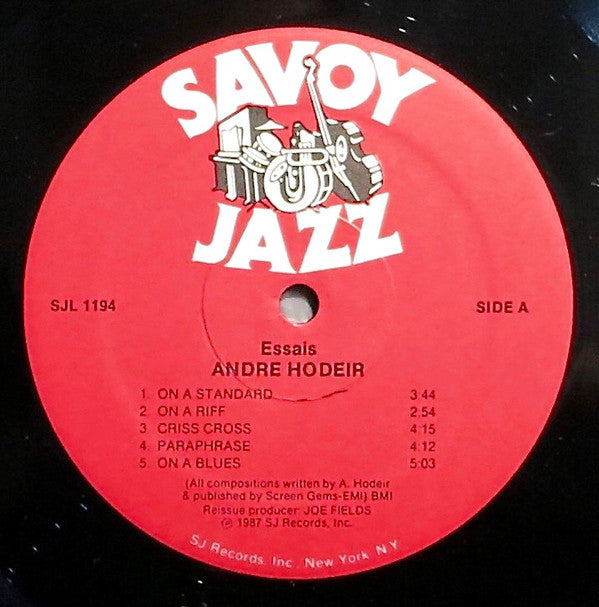 SAVOY
JAZZ
SJL 1194
SIDE A
Essais
ANDRE HODEIR
1. ON A STANDARD 3:44
2. ON A RIFF 2:54
3. CRISS CROSS 4:15
4. PARAPHRASE 4:12
5. ON A BLUES 5:03
(All compositions written by A. Hodeir
& published by Screen Gems-EMI) BMI
Reissue producer: JOE FIELDS
℗ 1987 SJ Records, Inc.
SJ Records, Inc., New York, N.Y.